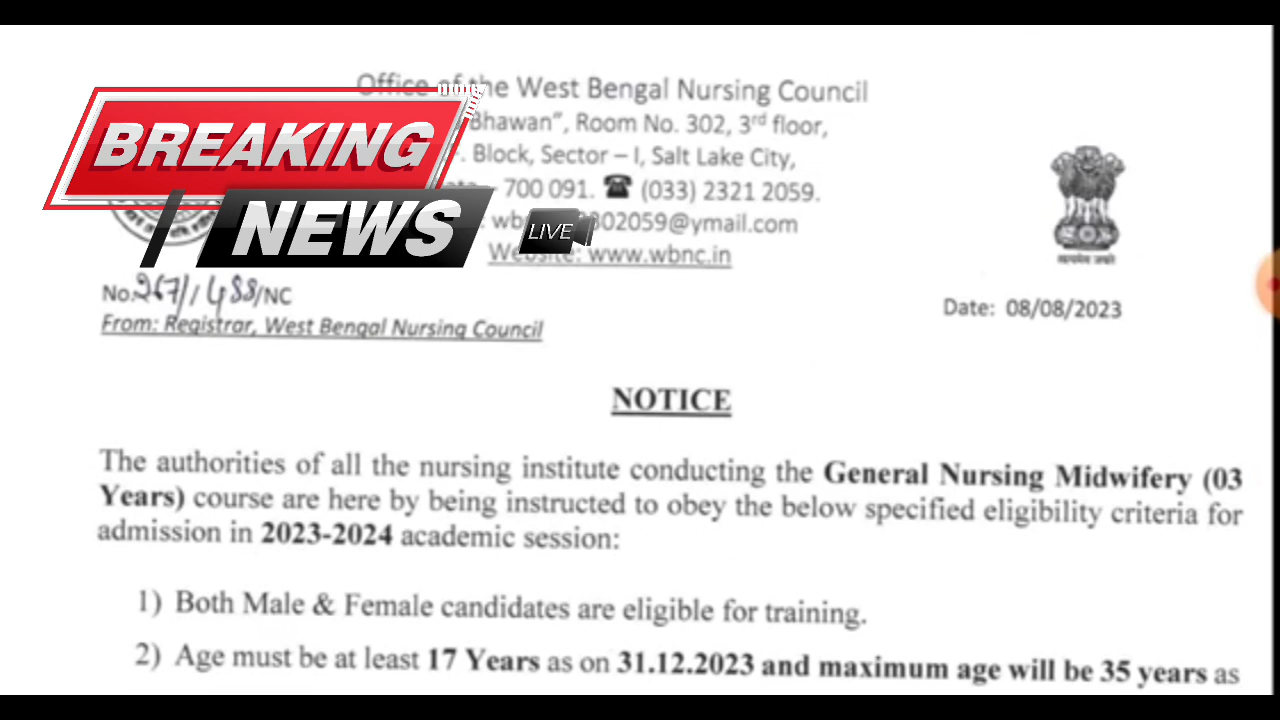 Office of the West Bengal Nursing Council
BREAKING
NEWS
LIVE
Bhawan”, Room No. 302, 3rd floor,
Block, Sector – I, Salt Lake City,
– 700 091. ☎ (033) 2321 2059.
302059@ymail.com
Website: www.wbnc.in
No. 267//488/NC
Date: 08/08/2023
From: Registrar, West Bengal Nursing Council
NOTICE
The authorities of all the nursing institute conducting the General Nursing Midwifery (03
Years) course are here by being instructed to obey the below specified eligibility criteria for
admission in 2023-2024 academic session:
1) Both Male & Female candidates are eligible for training.
2) Age must be at least 17 Years as on 31.12.2023 and maximum age will be 35 years as